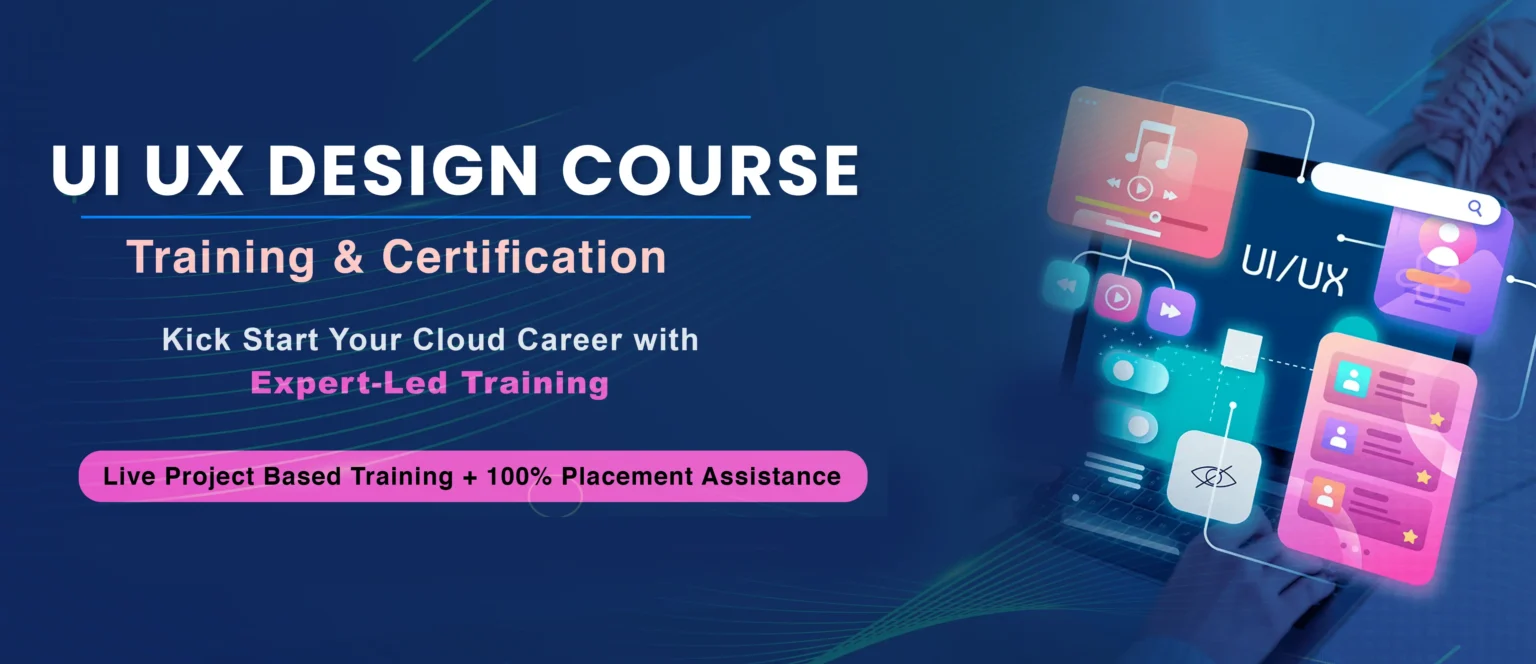 UI UX DESIGN COURSE
Training & Certification
Kick Start Your Cloud Career with
Expert-Led Training
Live Project Based Training + 100% Placement Assistance
UI/UX